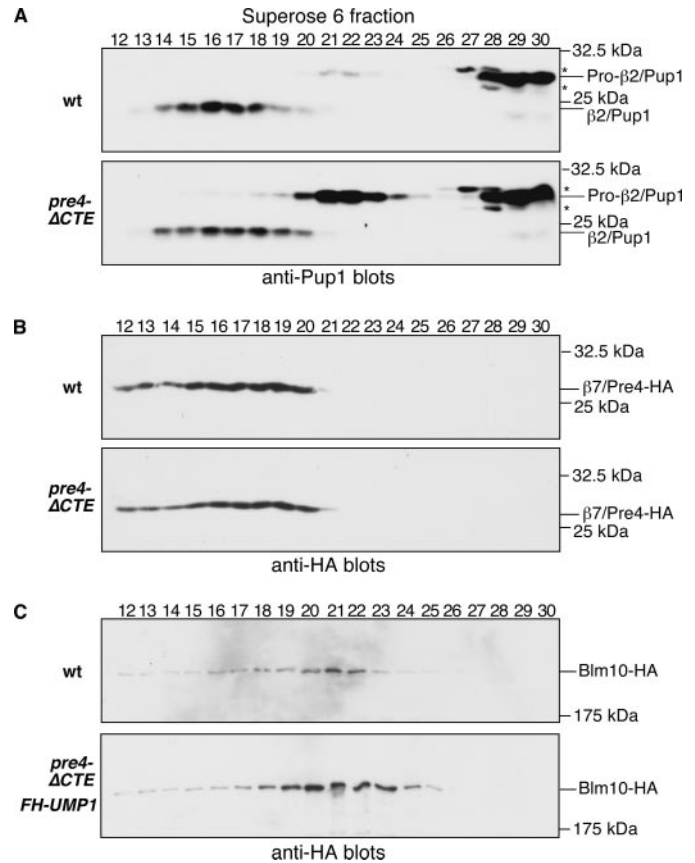 A
Superose 6 fraction
12 13 14 15 16 17 18 19 20 21 22 23 24 25 26 27 28 29 30
wt
32.5 kDa
*
Pro-β2/Pup1
*
25 kDa
β2/Pup1
pre4-
ΔCTE
32.5 kDa
*
Pro-β2/Pup1
*
25 kDa
β2/Pup1
anti-Pup1 blots
B
12 13 14 15 16 17 18 19 20 21 22 23 24 25 26 27 28 29 30
wt
32.5 kDa
β7/Pre4-HA
25 kDa
pre4-
ΔCTE
32.5 kDa
β7/Pre4-HA
25 kDa
anti-HA blots
C
12 13 14 15 16 17 18 19 20 21 22 23 24 25 26 27 28 29 30
wt
Blm10-HA
175 kDa
pre4-
ΔCTE
FH-UMP1
Blm10-HA
175 kDa
anti-HA blots